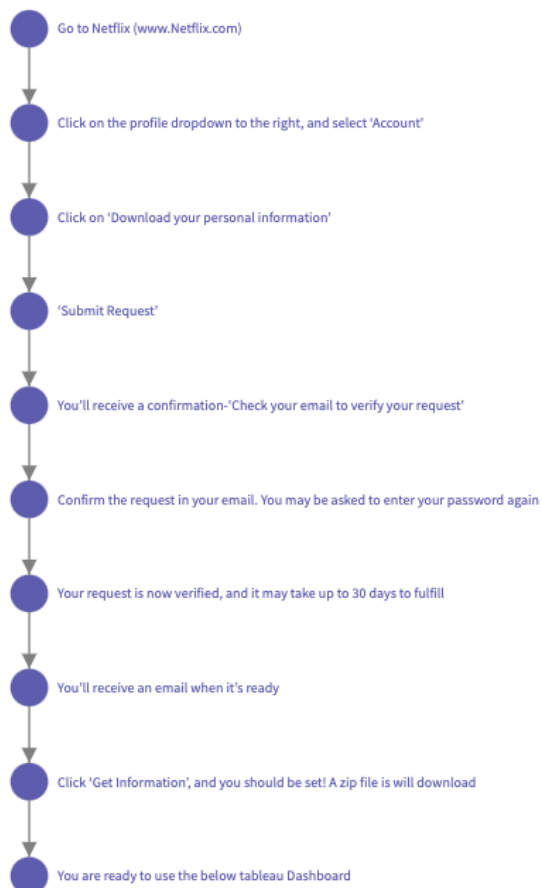 Go to Netflix (www.Netflix.com)
Click on the profile dropdown to the right, and select ‘Account’
Click on ‘Download your personal information’
‘Submit Request’
You’ll receive a confirmation-’Check your email to verify your request’
Confirm the request in your email. You may be asked to enter your password again
Your request is now verified, and it may take up to 30 days to fulfill
You’ll receive an email when it’s ready
Click ‘Get Information’, and you should be set! A zip file is will download
You are ready to use the below tableau Dashboard